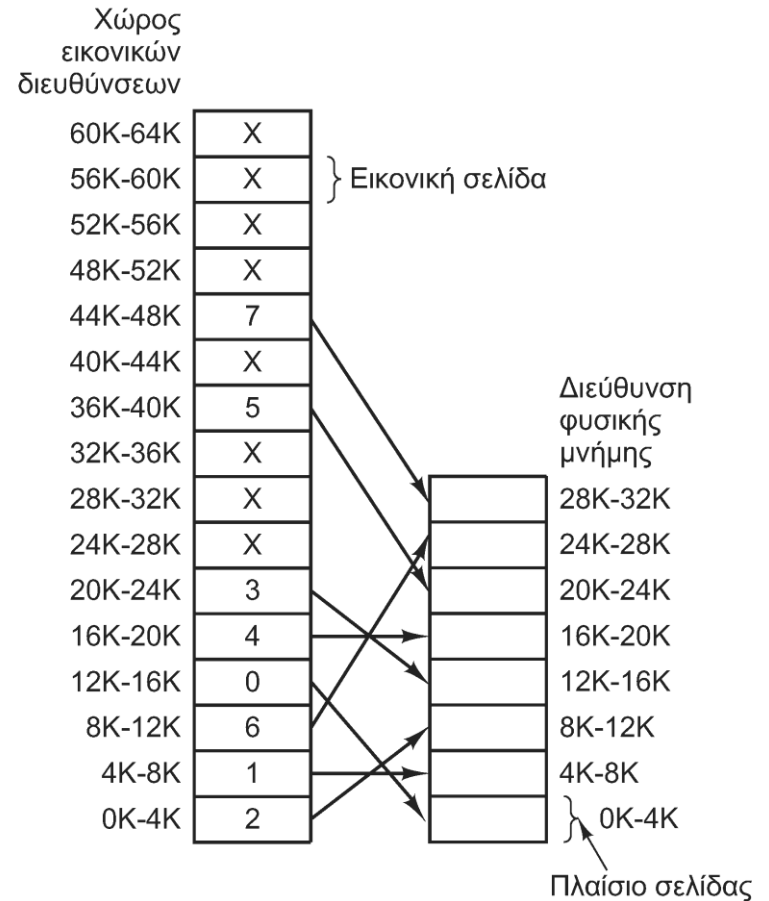 Χώρος
εικονικών
διευθύνσεων
60K-64K X
56K-60K X Εικονική σελίδα
52K-56K X
48K-52K X
44K-48K 7
40K-44K X
36K-40K 5
32K-36K X
28K-32K X
24K-28K X
20K-24K 3
16K-20K 4
12K-16K 0
8K-12K 6
4K-8K 1
0K-4K 2
Διεύθυνση
φυσικής
μνήμης
28K-32K
24K-28K
20K-24K
16K-20K
12K-16K
8K-12K
4K-8K
0K-4K
Πλαίσιο σελίδας